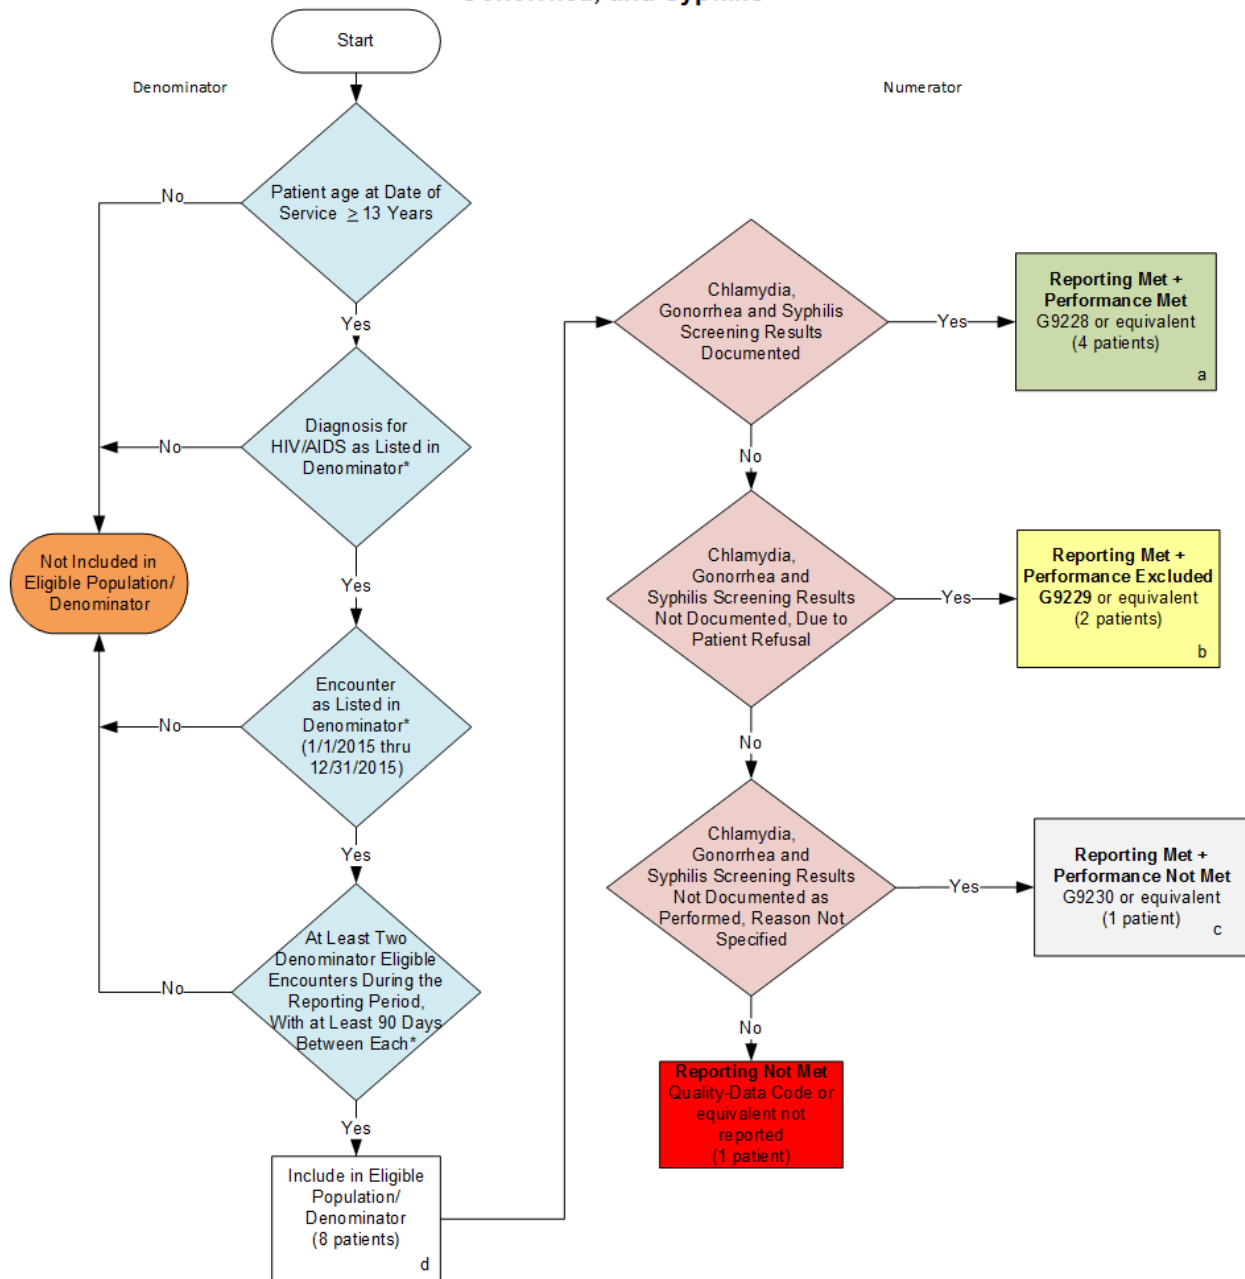 Start
Denominator
Numerator
Patient age at Date of
Service ≥ 13 Years
No
Yes
Diagnosis for
HIV/AIDS as Listed in
Denominator*
No
Yes
Not Included in
Eligible Population/
Denominator
Encounter
as Listed in
Denominator*
(1/1/2015 thru
12/31/2015)
No
Yes
At Least Two
Denominator Eligible
Encounters During the
Reporting Period,
With at Least 90 Days
Between Each*
No
Yes
Include in Eligible
Population/
Denominator
(8 patients)
d
Chlamydia,
Gonorrhea and Syphilis
Screening Results
Documented
Yes
Reporting Met +
Performance Met
G9228 or equivalent
(4 patients)
a
No
Chlamydia,
Gonorrhea and
Syphilis Screening Results
Not Documented, Due to
Patient Refusal
Yes
Reporting Met +
Performance Excluded
G9229 or equivalent
(2 patients)
b
No
Chlamydia,
Gonorrhea and
Syphilis Screening Results
Not Documented as
Performed, Reason Not
Specified
Yes
Reporting Met +
Performance Not Met
G9230 or equivalent
(1 patient)
c
No
Reporting Not Met
Quality-Data Code or
equivalent not
reported
(1 patient)